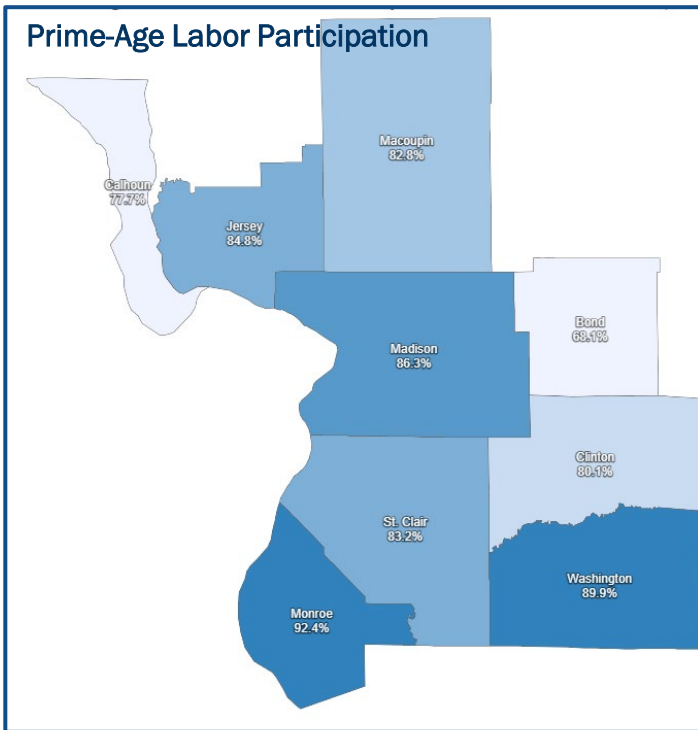 Prime-Age Labor Participation
Macoupin
82.8%
Calhoun
77.7%
Jersey
84.8%
Bond
68.1%
Madison
86.3%
Clinton
80.1%
St. Clair
83.2%
Washington
89.9%
Monroe
92.4%